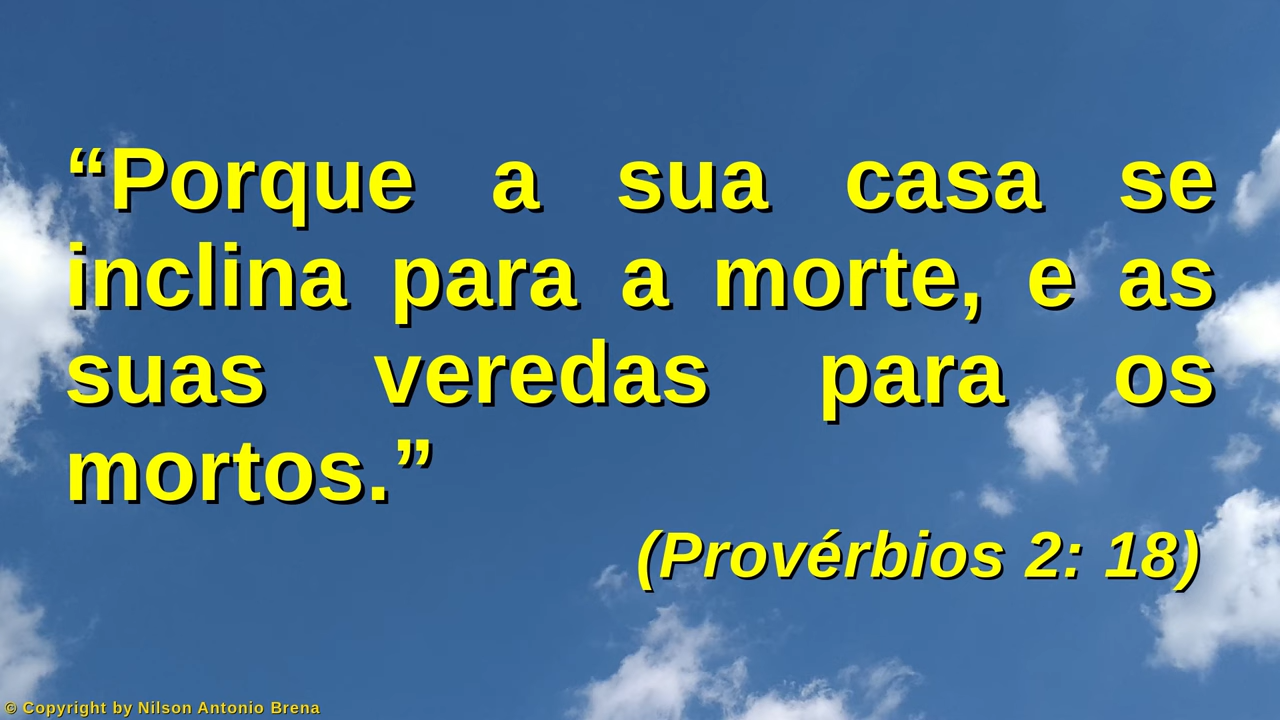 “Porque a sua casa se
inclina para a morte, e as
suas veredas para os
mortos.”
(Provérbios 2: 18)
© Copyright by Nilson Antonio Brena